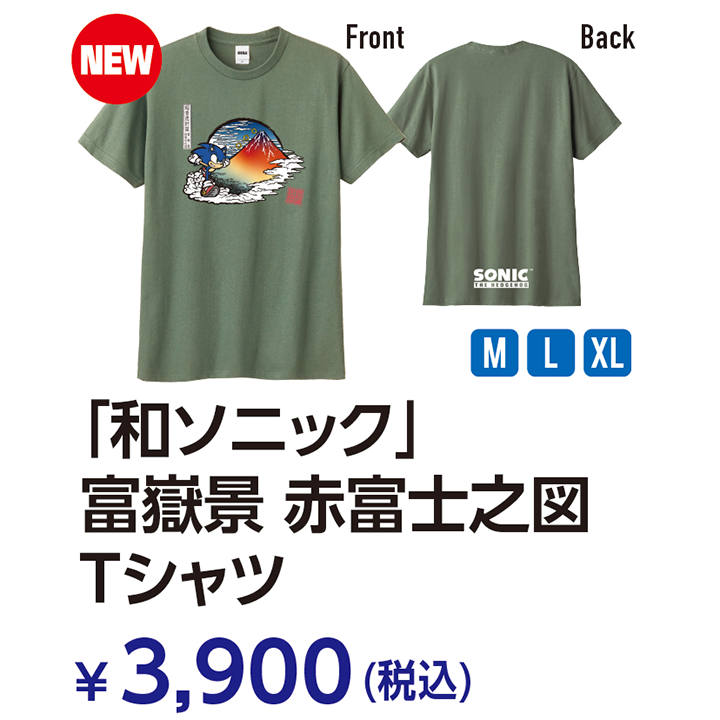 NEW
Front
Back
SONIC
THE HEDGEHOG
M L XL
「和ソニック」
富嶽景 赤富士之図
Tシャツ
¥3,900(税込)